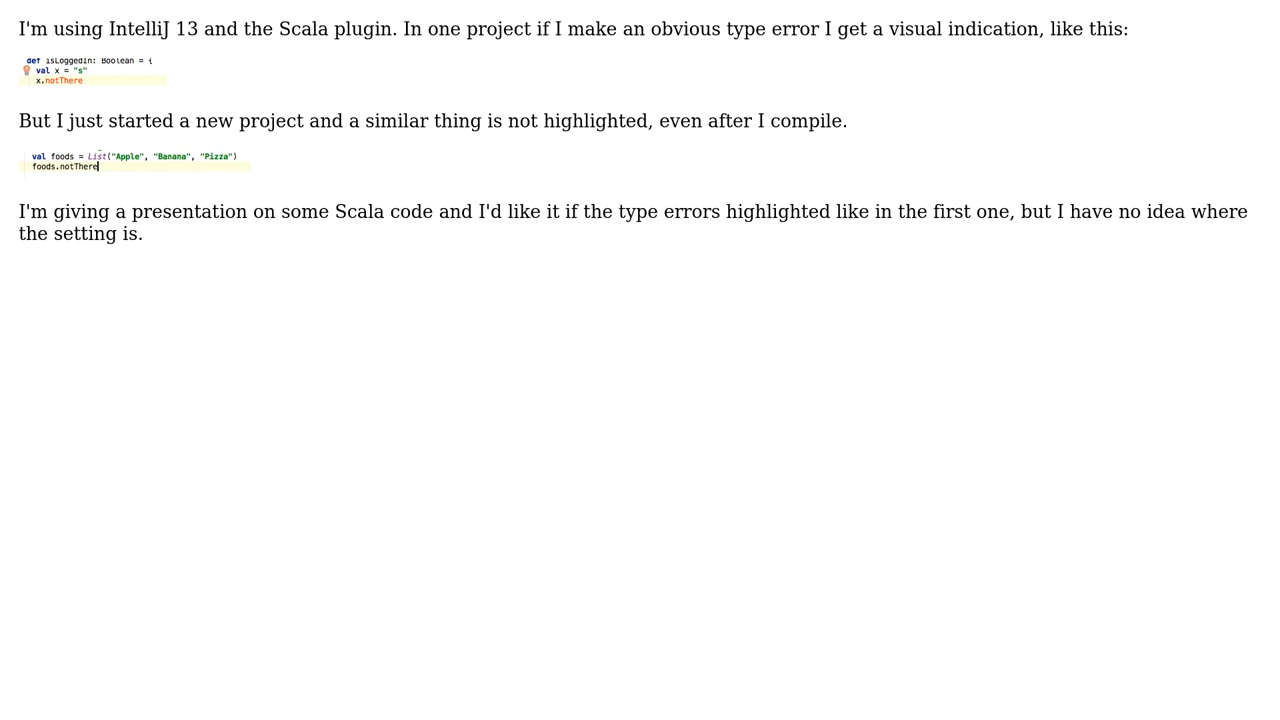 I'm using IntelliJ 13 and the Scala plugin. In one project if I make an obvious type error I get a visual indication, like this:
def isLoggedIn: Boolean = {
val x = "s"
x.notThere
But I just started a new project and a similar thing is not highlighted, even after I compile.
val foods = List("Apple", "Banana", "Pizza")
foods.notThere
I'm giving a presentation on some Scala code and I'd like it if the type errors highlighted like in the first one, but I have no idea where
the setting is.